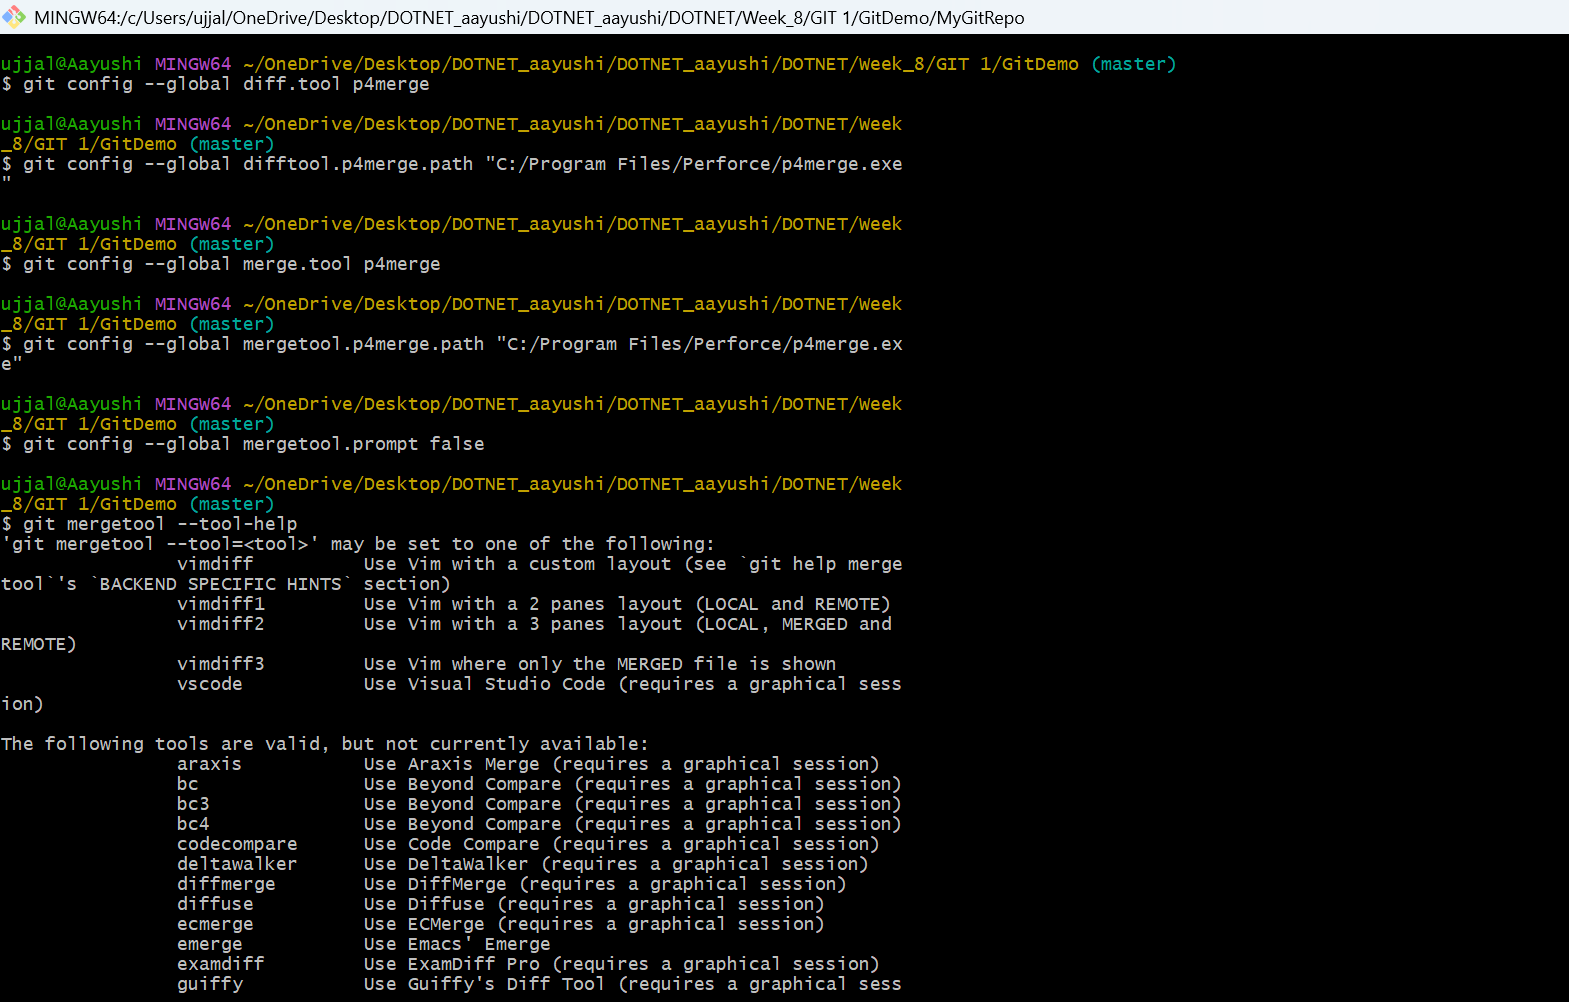 MINGW64:/c/Users/ujjal/OneDrive/Desktop/DOTNET_aayushi/DOTNET_aayushi/DOTNET/Week_8/GIT 1/GitDemo/MyGitRepo
ujjal@Aayushi MINGW64 ~/OneDrive/Desktop/DOTNET_aayushi/DOTNET_aayushi/DOTNET/Week_8/GIT 1/GitDemo (master)
$ git config --global diff.tool p4merge
ujjal@Aayushi MINGW64 ~/OneDrive/Desktop/DOTNET_aayushi/DOTNET_aayushi/DOTNET/Week
_8/GIT 1/GitDemo (master)
$ git config --global difftool.p4merge.path "C:/Program Files/Perforce/p4merge.exe
"
ujjal@Aayushi MINGW64 ~/OneDrive/Desktop/DOTNET_aayushi/DOTNET_aayushi/DOTNET/Week
_8/GIT 1/GitDemo (master)
$ git config --global merge.tool p4merge
ujjal@Aayushi MINGW64 ~/OneDrive/Desktop/DOTNET_aayushi/DOTNET_aayushi/DOTNET/Week
_8/GIT 1/GitDemo (master)
$ git config --global mergetool.p4merge.path "C:/Program Files/Perforce/p4merge.ex
e"
ujjal@Aayushi MINGW64 ~/OneDrive/Desktop/DOTNET_aayushi/DOTNET_aayushi/DOTNET/Week
_8/GIT 1/GitDemo (master)
$ git config --global mergetool.prompt false
ujjal@Aayushi MINGW64 ~/OneDrive/Desktop/DOTNET_aayushi/DOTNET_aayushi/DOTNET/Week
_8/GIT 1/GitDemo (master)
$ git mergetool --tool-help
'git mergetool --tool=<tool>' may be set to one of the following:
vimdiff Use Vim with a custom layout (see `git help merge
tool`'s `BACKEND SPECIFIC HINTS` section)
vimdiff1 Use Vim with a 2 panes layout (LOCAL and REMOTE)
vimdiff2 Use Vim with a 3 panes layout (LOCAL, MERGED and
REMOTE)
vimdiff3 Use Vim where only the MERGED file is shown
vscode Use Visual Studio Code (requires a graphical sess
ion)
The following tools are valid, but not currently available:
araxis Use Araxis Merge (requires a graphical session)
bc Use Beyond Compare (requires a graphical session)
bc3 Use Beyond Compare (requires a graphical session)
bc4 Use Beyond Compare (requires a graphical session)
codecompare Use Code Compare (requires a graphical session)
deltawalker Use DeltaWalker (requires a graphical session)
diffmerge Use DiffMerge (requires a graphical session)
diffuse Use Diffuse (requires a graphical session)
ecmerge Use ECMerge (requires a graphical session)
emerge Use Emacs' Emerge
examdiff Use ExamDiff Pro (requires a graphical session)
guiffy Use Guiffy's Diff Tool (requires a graphical sess